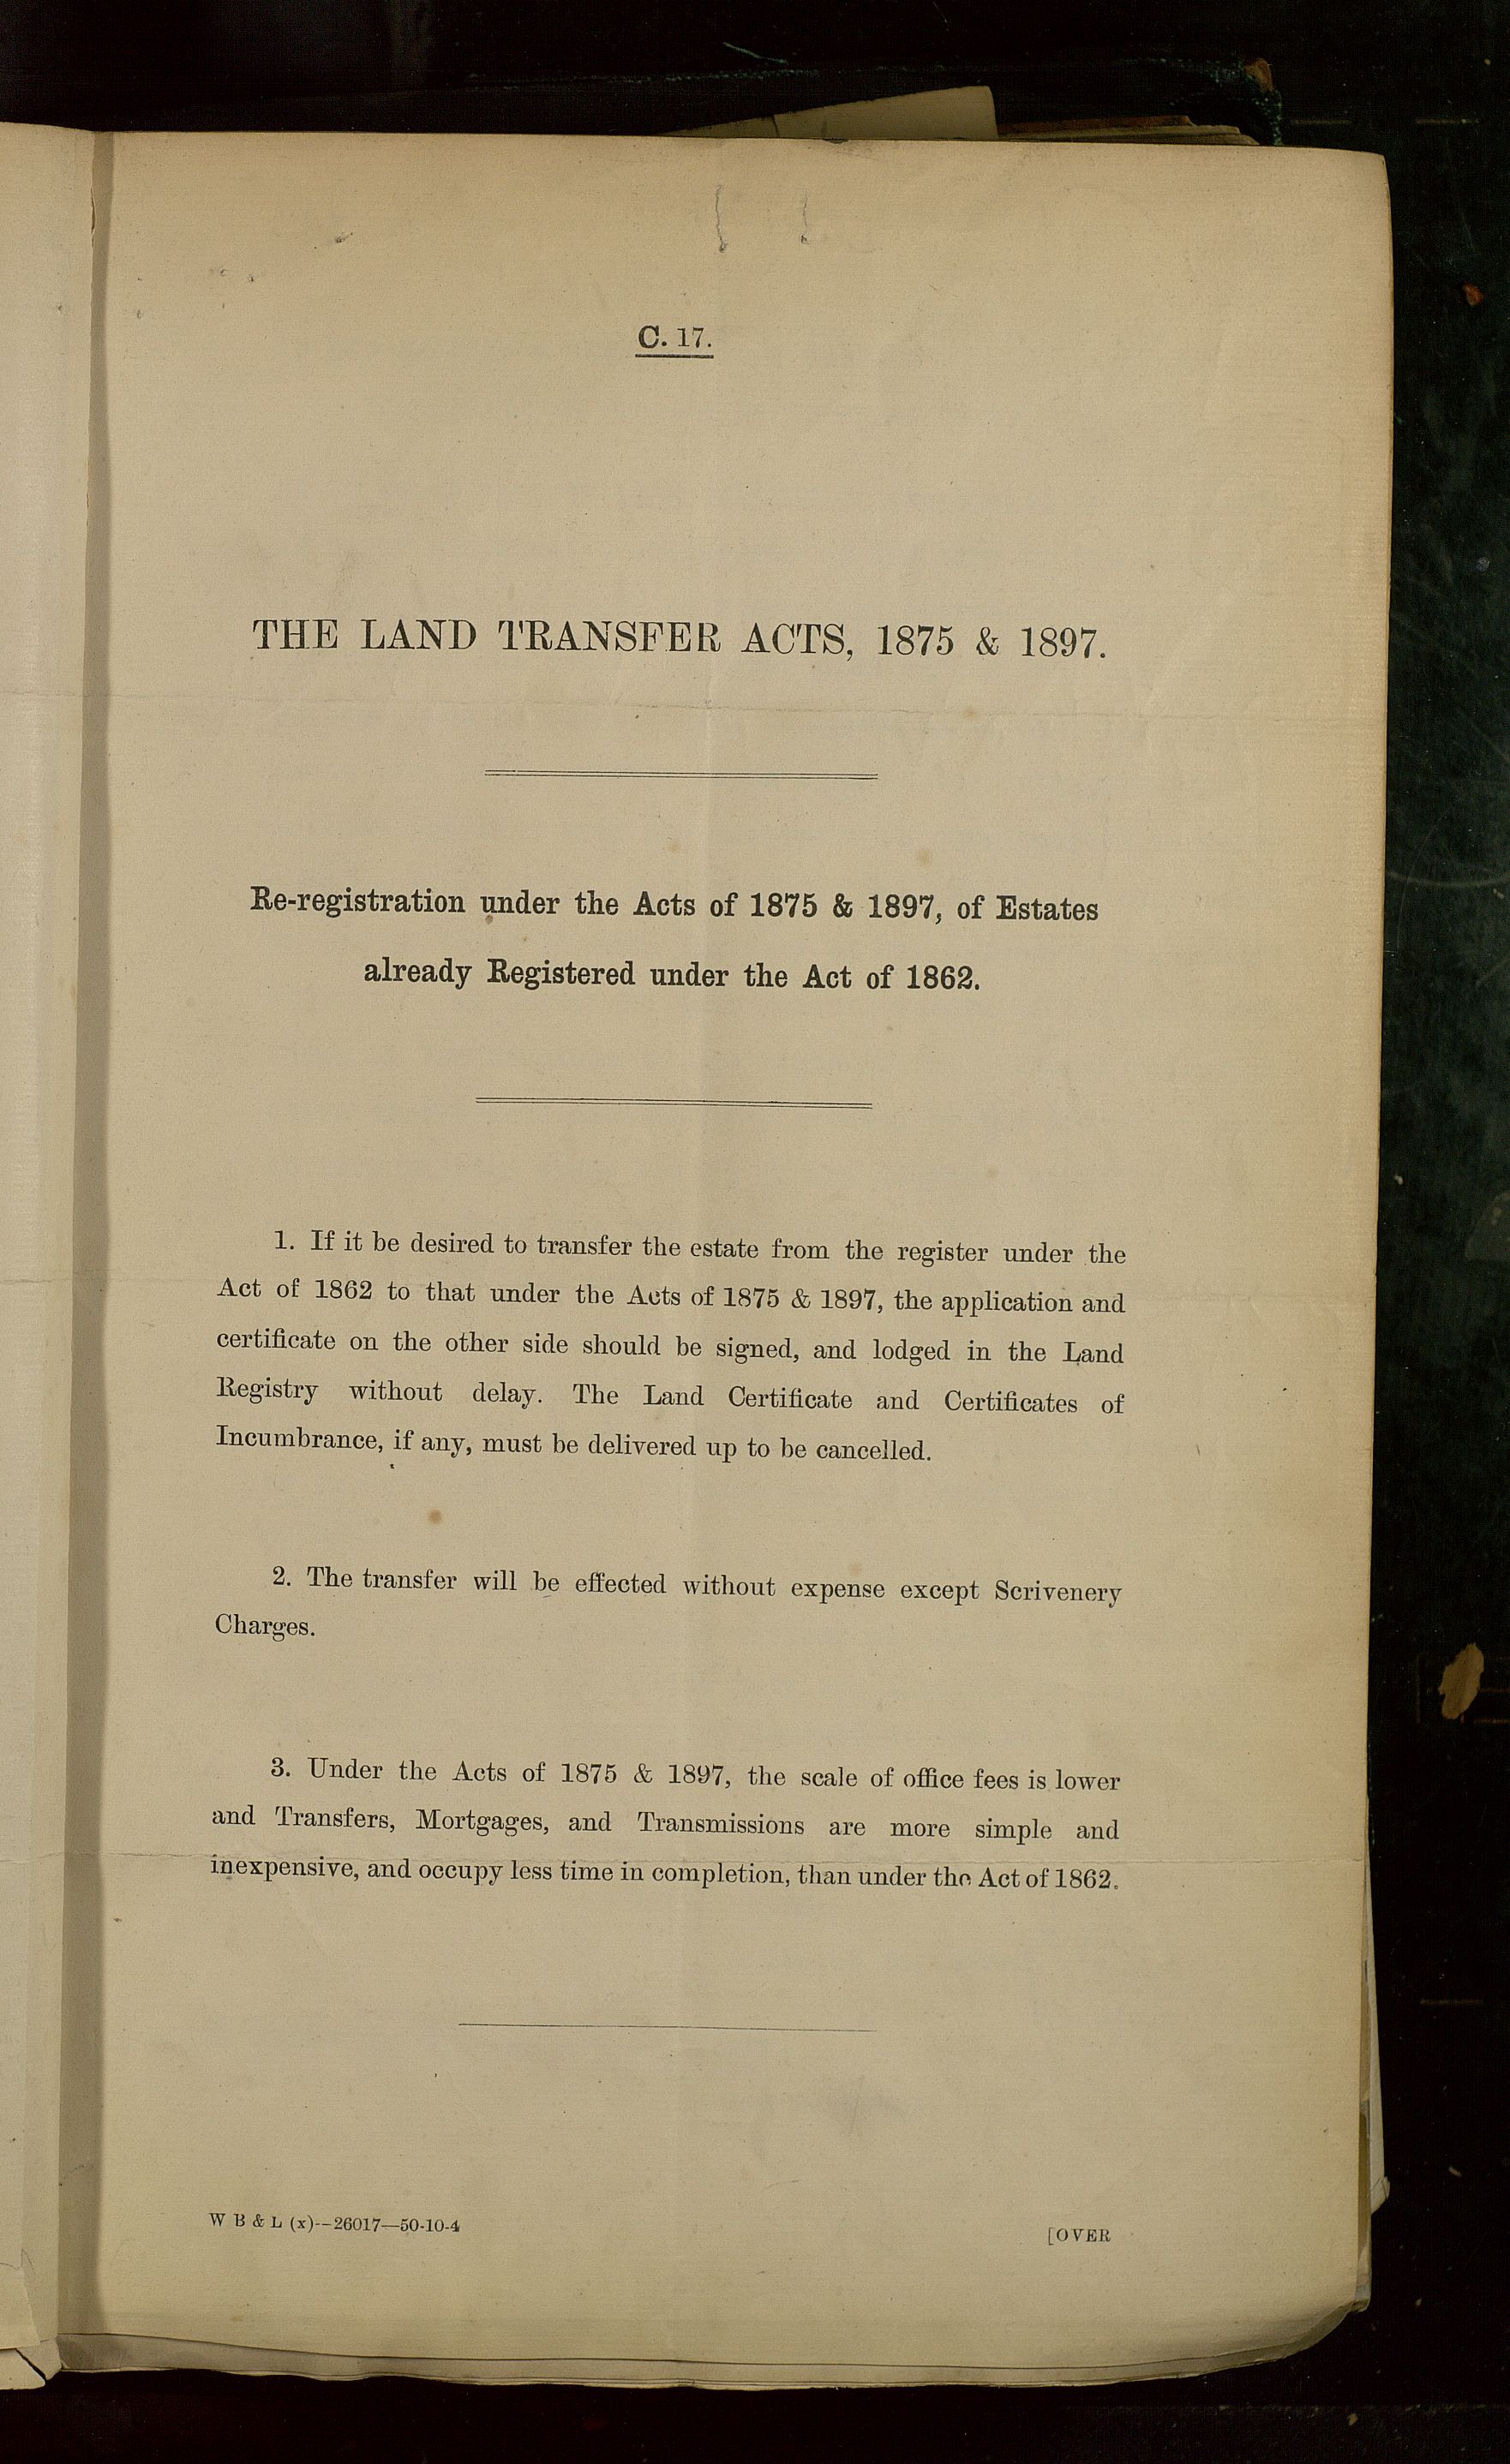 C. 17.
THE LAND TRANSFER ACTS, 1875 & 1897.
Re-registration under the Acts of 1875 & 1897, of Estates
already Registered under the Act of 1862.
1. If it be desired to transfer the estate from the register under the
Act of 1862 to that under the Acts of 1875 & 1897, the application and
certificate on the other side should be signed, and lodged in the Land
Registry without delay. The Land Certificate and Certificates of
Incumbrance, if any, must be delivered up to be cancelled.
2. The transfer will be effected without expense except Scrivenery
Charges.
3. Under the Acts of 1875 & 1897, the scale of office fees is lower
and Transfers, Mortgages, and Transmissions are more simple and
inexpensive, and occupy less time in completion, than under the Act of 1862.
W B & L (x)--26017—50-10-4
[OVER